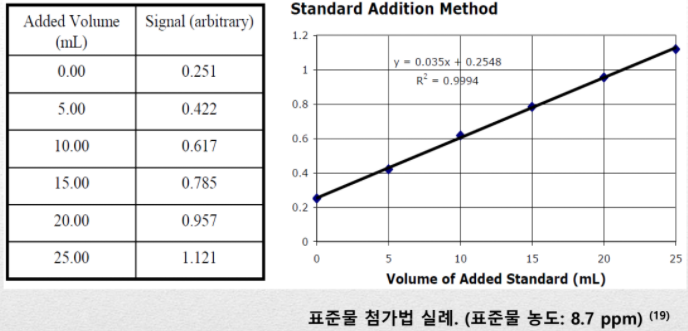 Added Volume (mL) Signal (arbitrary)
0.00 0.251
5.00 0.422
10.00 0.617
15.00 0.785
20.00 0.957
25.00 1.121
Standard Addition Method
1.2
1
0.8
0.6
0.4
0.2
0
y = 0.035x + 0.2548
R² = 0.9994
0 5 10 15 20 25
Volume of Added Standard (mL)
표준물 첨가법 실례. (표준물 농도: 8.7 ppm) (19)